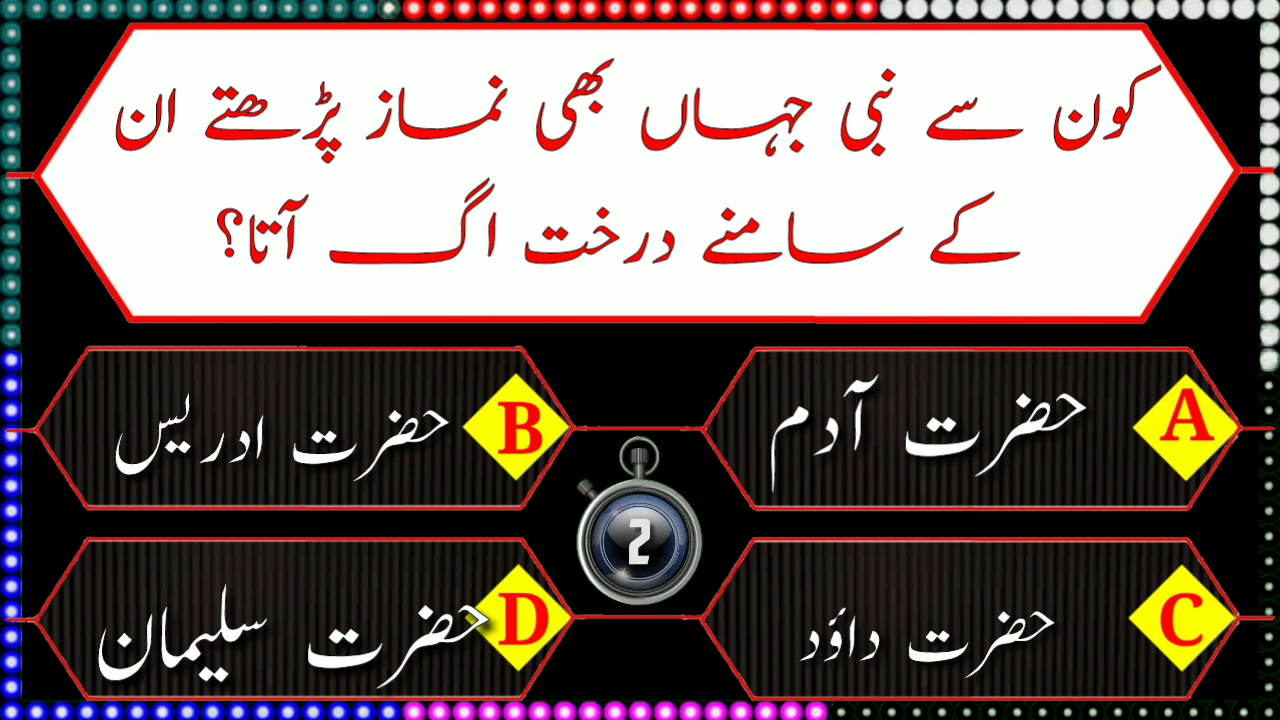 کون سے نبی جہاں بھی نماز پڑھتے ان
کے سامنے درخت اگ آتا؟
A حضرت آدم
B حضرت ادریس
2
C حضرت داؤد
D حضرت سلیمان